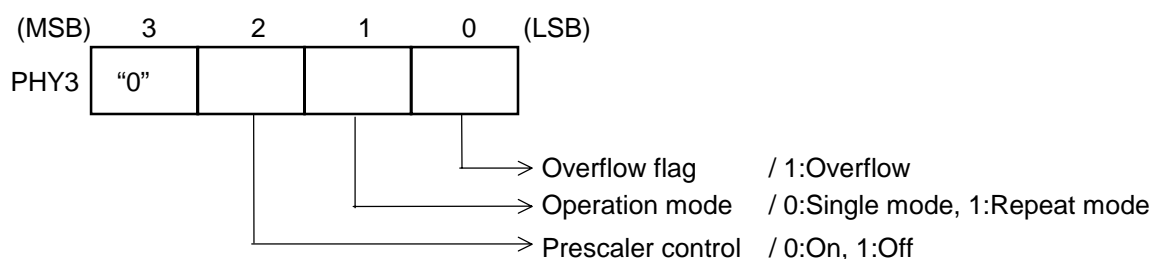 (MSB) 3 2 1 0 (LSB)
PHY3 “0”
Overflow flag / 1:Overflow
Operation mode / 0:Single mode, 1:Repeat mode
Prescaler control / 0:On, 1:Off